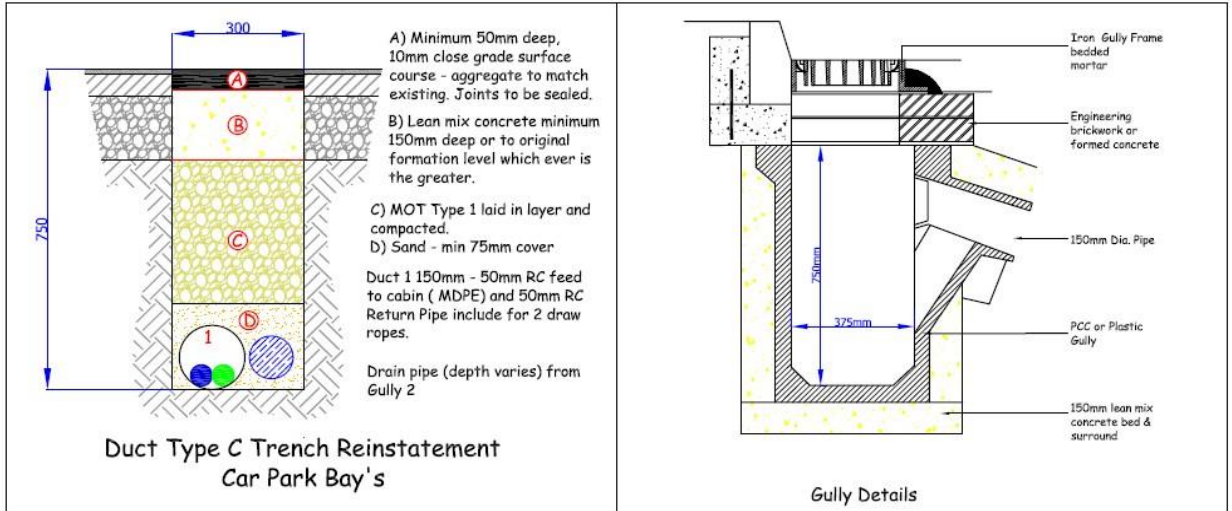 300
750
A
B
C
D
1
A) Minimum 50mm deep,
10mm close grade surface
course - aggregate to match
existing. Joints to be sealed.
B) Lean mix concrete minimum
150mm deep or to original
formation level which ever is
the greater.
C) MOT Type 1 laid in layer and
compacted.
D) Sand - min 75mm cover
Duct 1 150mm - 50mm RC feed
to cabin ( MDPE) and 50mm RC
Return Pipe include for 2 draw
ropes.
Drain pipe (depth varies) from
Gully 2
Duct Type C Trench Reinstatement
Car Park Bay's
Iron Gully Frame
bedded
mortar
Engineering
brickwork or
formed concrete
150mm Dia. Pipe
750mm
375mm
PCC or Plastic
Gully
150mm lean mix
concrete bed &
surround
Gully Details